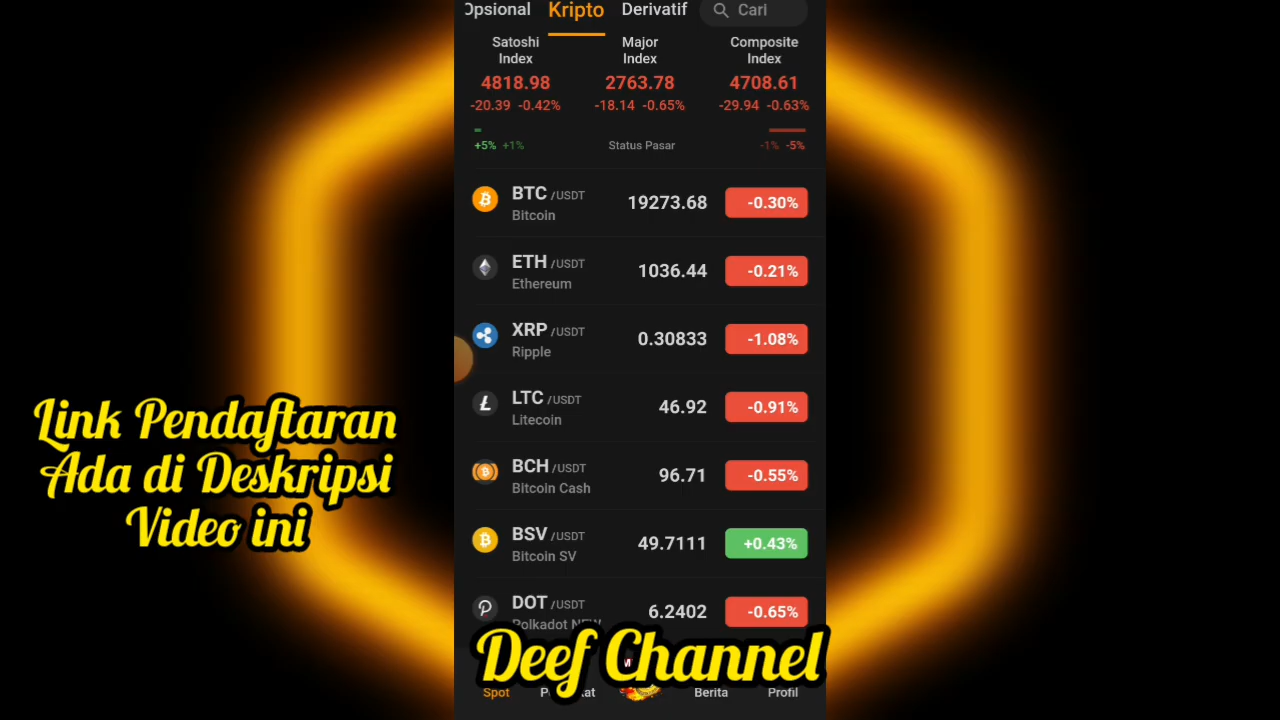 Opsional Kripto Derivatif Cari
Satoshi Index Major Index Composite Index
4818.98 2763.78 4708.61
-20.39 -0.42% -18.14 -0.65% -29.94 -0.63%
+5% +1% Status Pasar -1% -5%
BTC /USDT 19273.68 -0.30%
Bitcoin
ETH /USDT 1036.44 -0.21%
Ethereum
XRP /USDT 0.30833 -1.08%
Ripple
LTC /USDT 46.92 -0.91%
Litecoin
BCH /USDT 96.71 -0.55%
Bitcoin Cash
BSV /USDT 49.7111 +0.43%
Bitcoin SV
DOT /USDT 6.2402 -0.65%
Polkadot NEW
Spot Berita Profil
Link Pendaftaran
Ada di Deskripsi
Video ini
Deef Channel